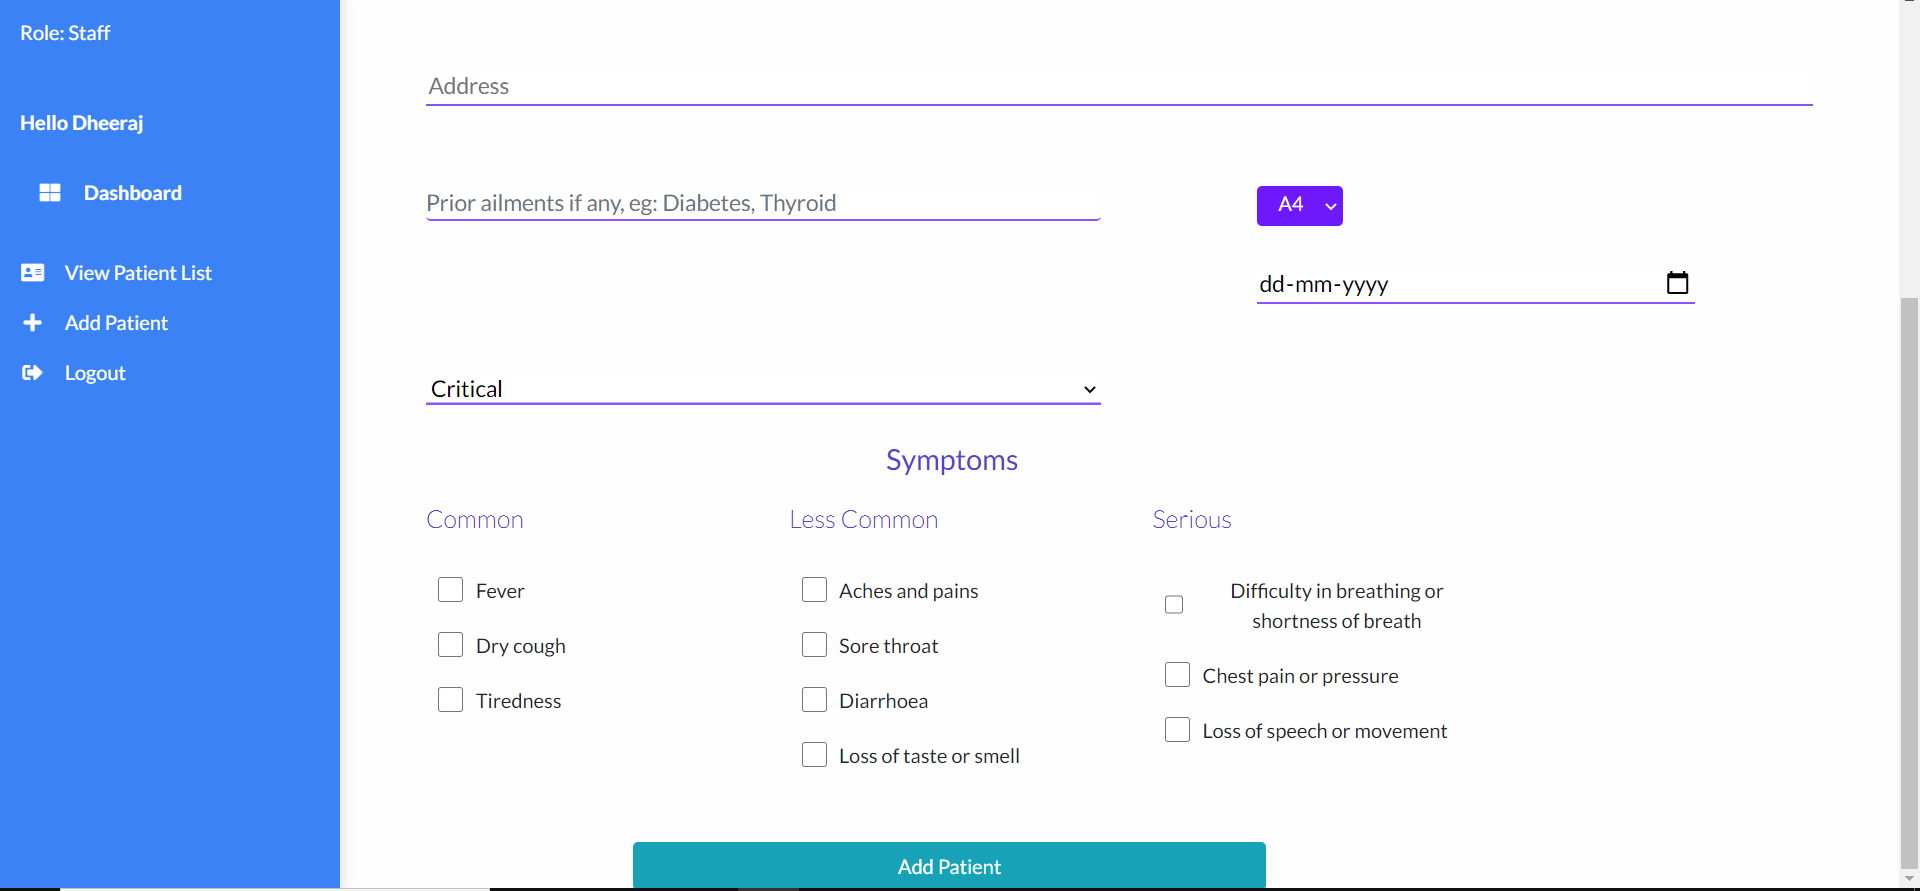 Role: Staff
Hello Dheeraj
Dashboard
View Patient List
Add Patient
Logout
Address
Prior ailments if any, eg: Diabetes, Thyroid
A4
dd-mm-yyyy
Critical
Symptoms
Common
Fever
Dry cough
Tiredness
Less Common
Aches and pains
Sore throat
Diarrhoea
Loss of taste or smell
Serious
Difficulty in breathing or
shortness of breath
Chest pain or pressure
Loss of speech or movement
Add Patient